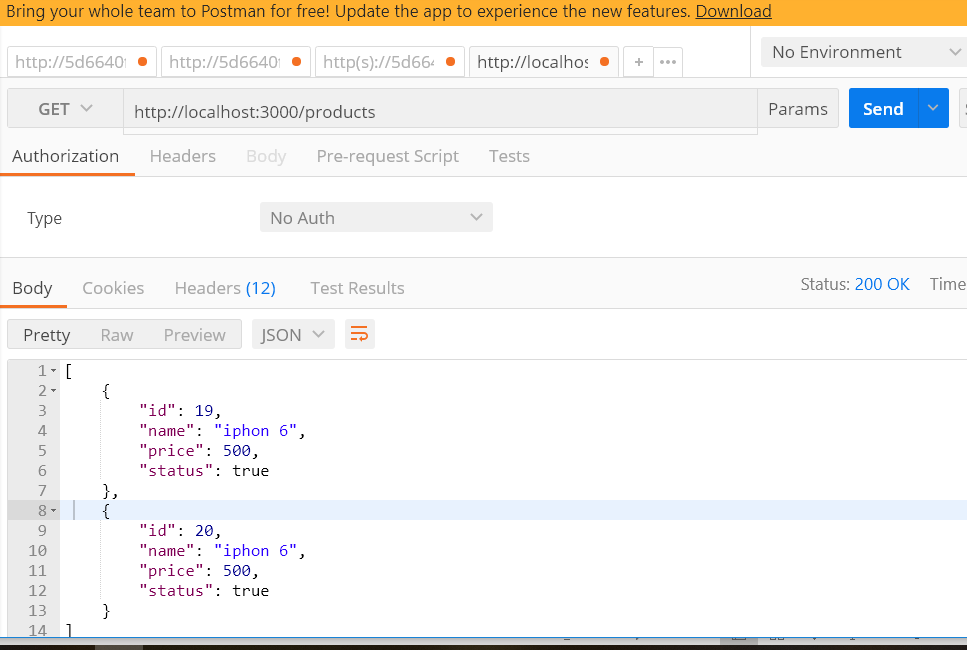 Bring your whole team to Postman for free! Update the app to experience the new features. Download
http://5d6640 http://5d6640 http(s)://5d66 http://localhos + ••• No Environment
GET http://localhost:3000/products Params Send
Authorization Headers Body Pre-request Script Tests
Type No Auth
Body Cookies Headers (12) Test Results Status: 200 OK Time
Pretty Raw Preview JSON
1 [
2 {
3 "id": 19,
4 "name": "iphon 6",
5 "price": 500,
6 "status": true
7 },
8 {
9 "id": 20,
10 "name": "iphon 6",
11 "price": 500,
12 "status": true
13 }
14 ]